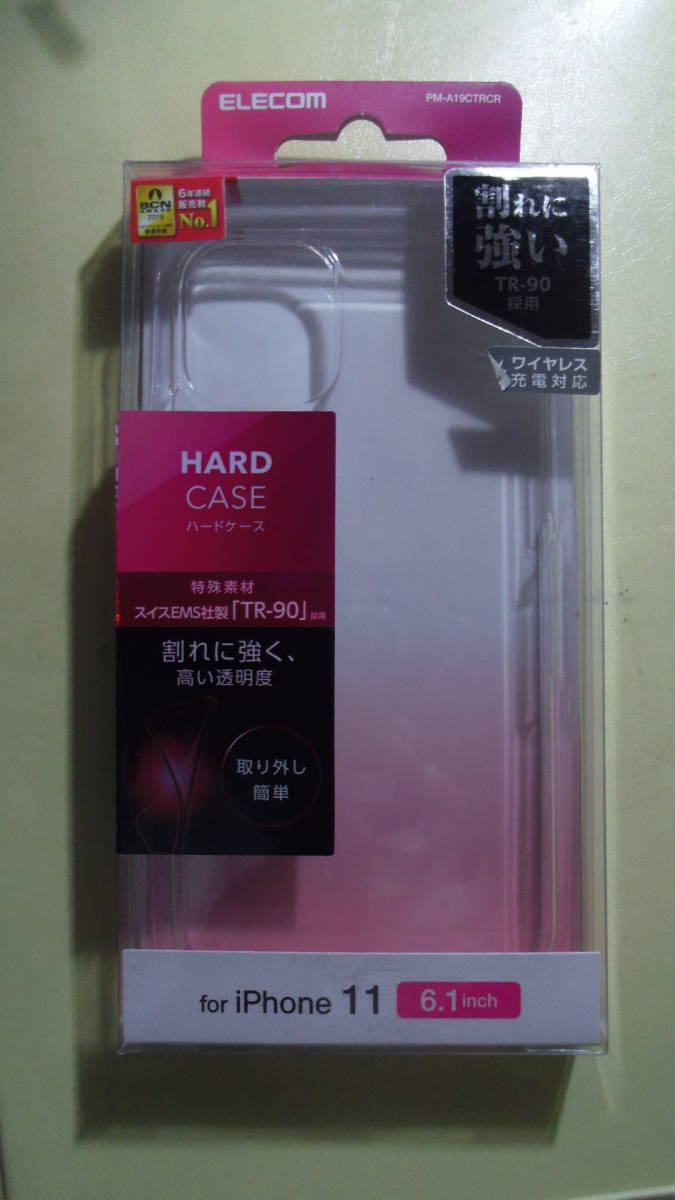 ELECOM
PM-A19CTRCR
BCN
2019
6年連続
販売数
No.1
割れに
強い
TR-90
採用
ワイヤレス
充電対応
HARD
CASE
ハードケース
特殊素材
スイスEMS社製「TR-90」採用
割れに強く、
高い透明度
取り外し
簡単
for iPhone 11 6.1inch